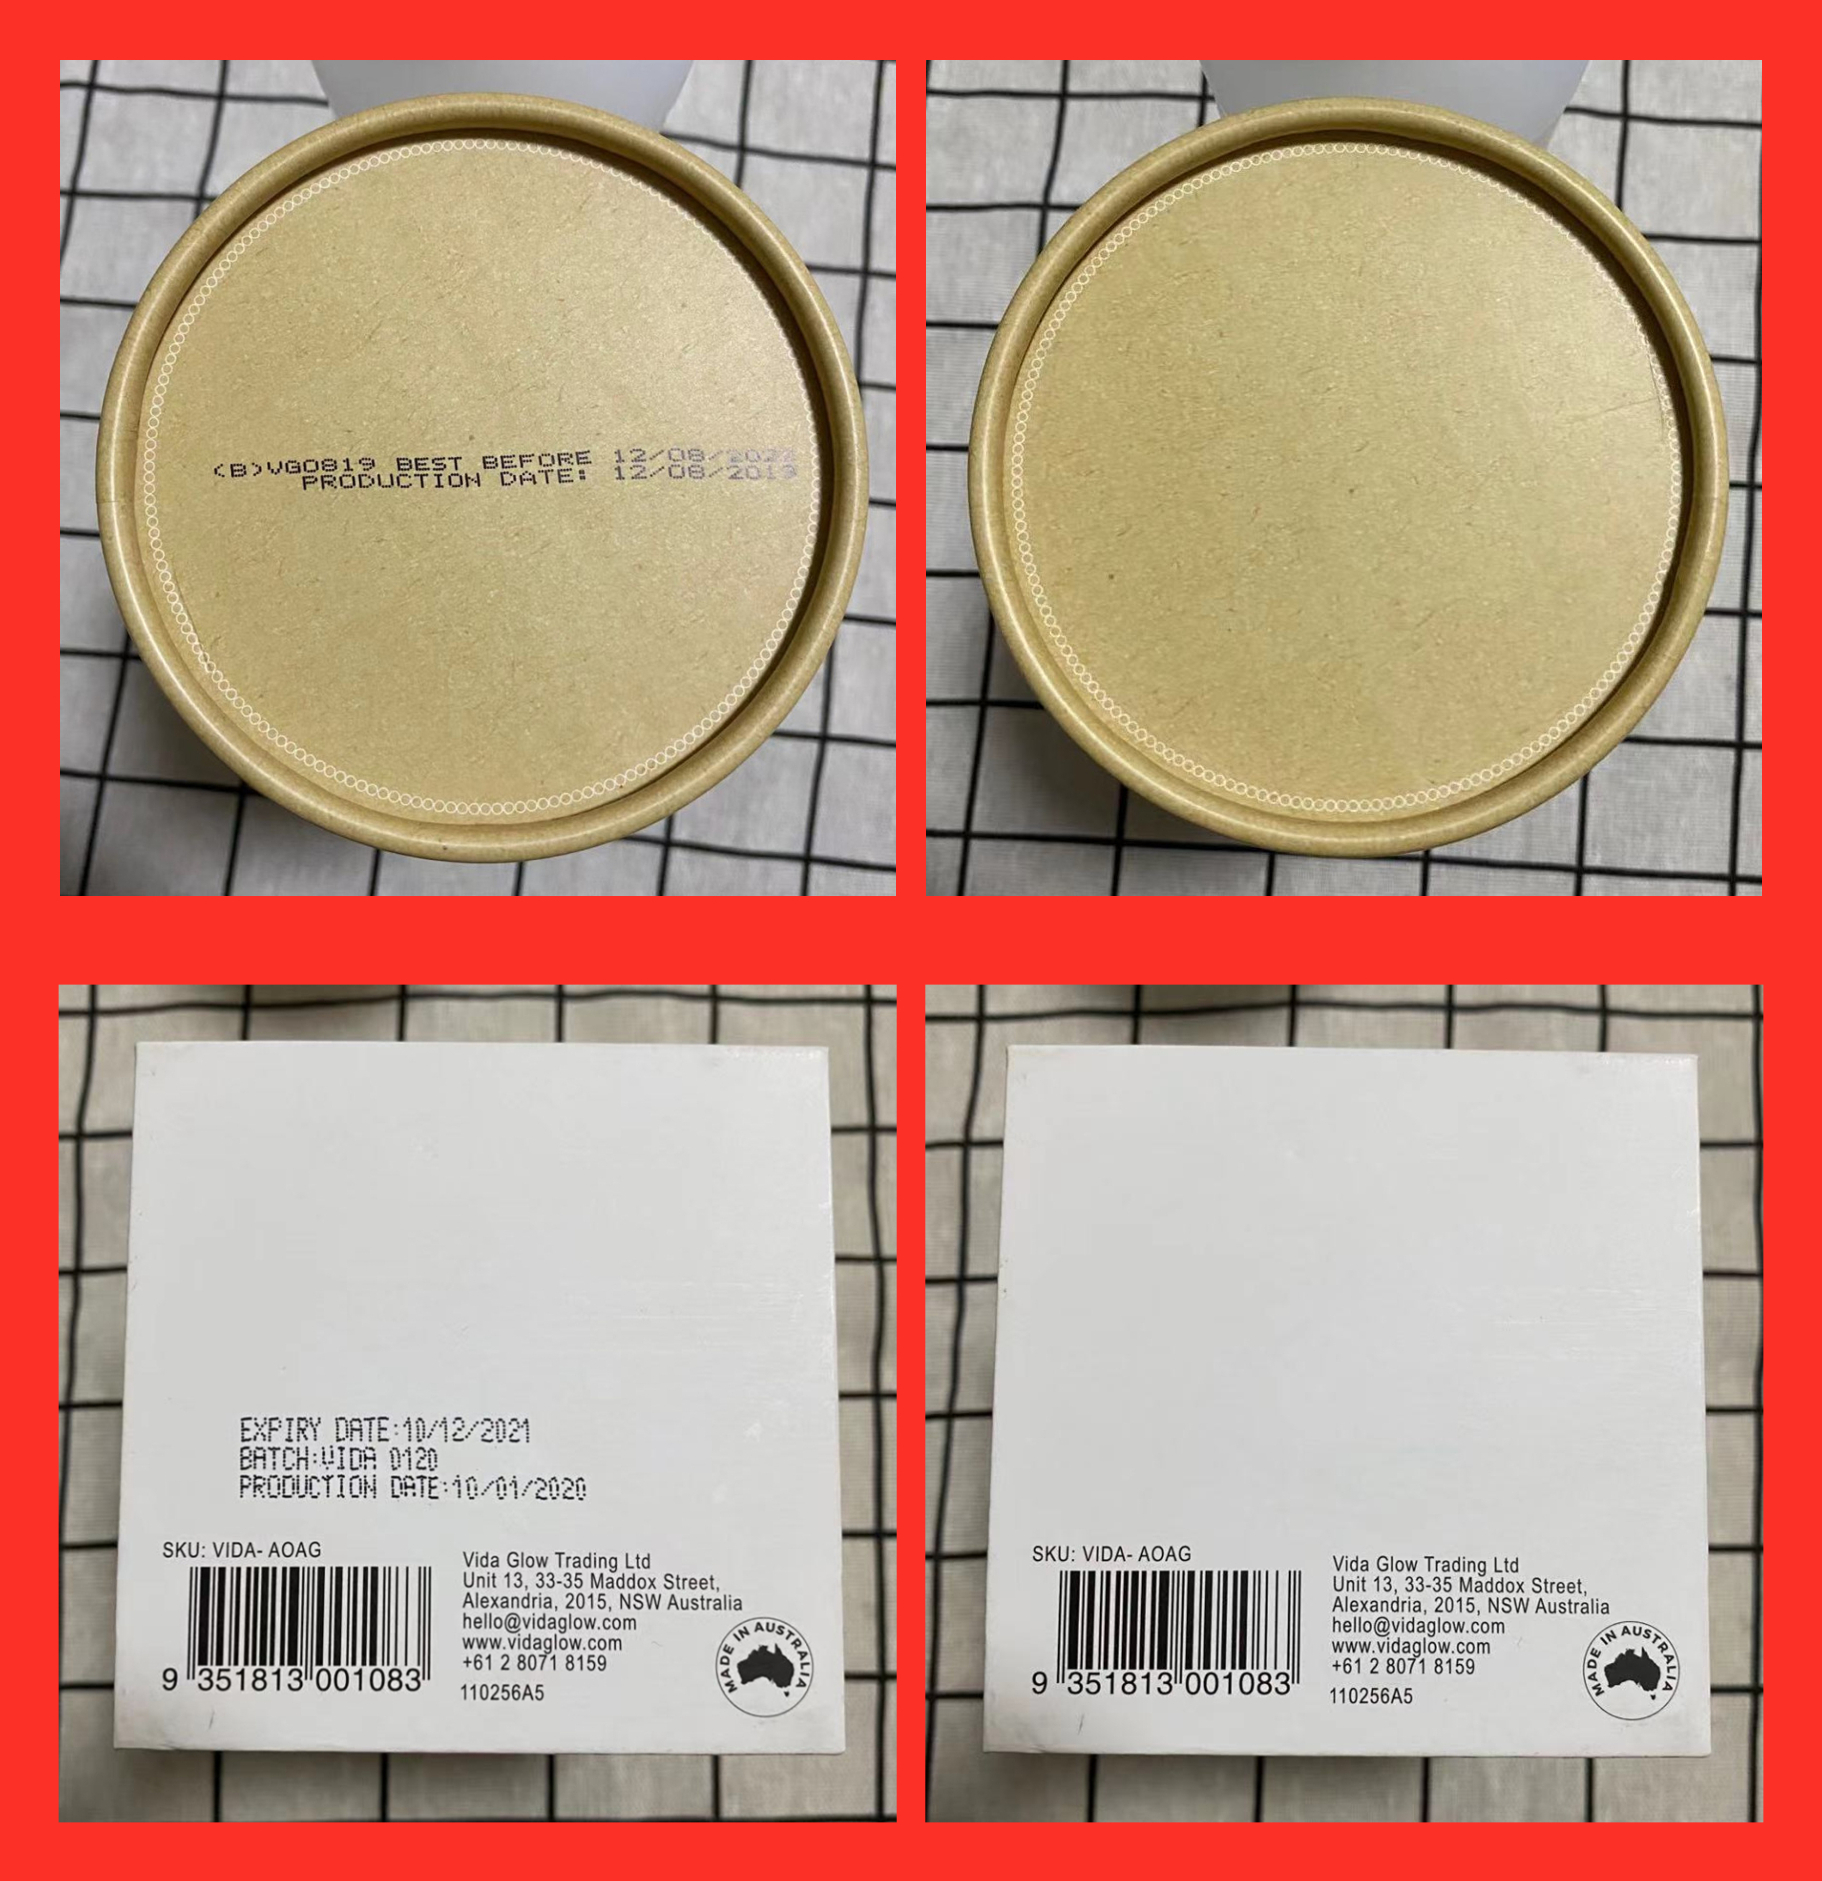 (B)VG0819 BEST BEFORE 12/08/2022
PRODUCTION DATE: 12/08/2019
EXPIRY DATE:10/12/2021
BATCH:VIDA 0120
PRODUCTION DATE:10/01/2020
SKU: VIDA- AOAG
9 351813 001083
Vida Glow Trading Ltd
Unit 13, 33-35 Maddox Street,
Alexandria, 2015, NSW Australia
hello@vidaglow.com
www.vidaglow.com
+61 2 8071 8159
110256A5
MADE IN AUSTRALIA
SKU: VIDA- AOAG
9 351813 001083
Vida Glow Trading Ltd
Unit 13, 33-35 Maddox Street,
Alexandria, 2015, NSW Australia
hello@vidaglow.com
www.vidaglow.com
+61 2 8071 8159
110256A5
MADE IN AUSTRALIA